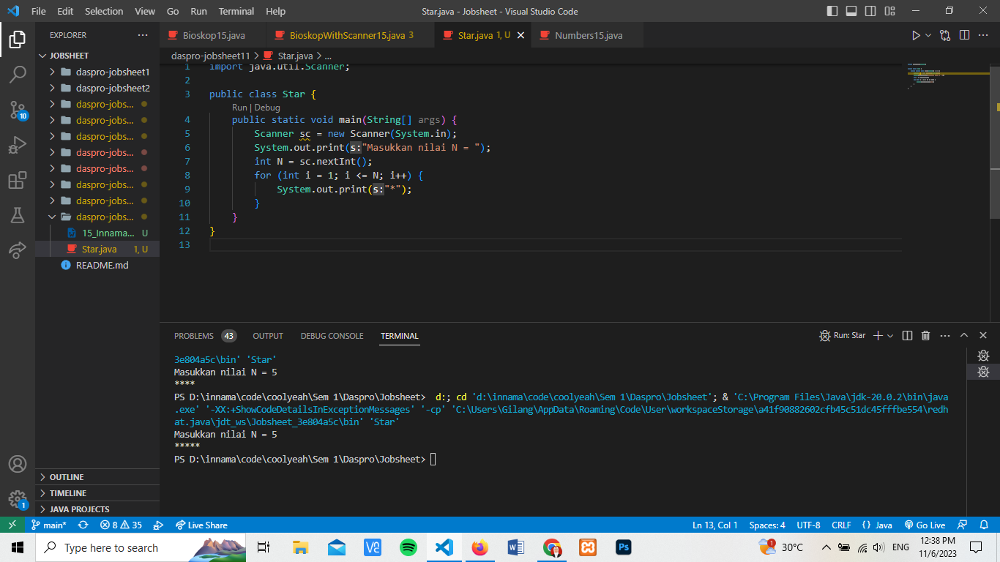 File Edit Selection View Go Run Terminal Help Star.java - Jobsheet - Visual Studio Code
EXPLORER
JOBSHEET
daspro-jobsheet1
daspro-jobsheet2
daspro-jobs...
daspro-jobs...
daspro-jobs...
daspro-jobs...
daspro-jobs...
daspro-jobs...
daspro-jobs...
daspro-jobs...
15_Innama... U
Star.java 1, U
README.md
OUTLINE
TIMELINE
JAVA PROJECTS
10
1
Bioskop15.java BioskopWithScanner15.java 3 Star.java 1, U Numbers15.java
daspro-jobsheet11 > Star.java > ...
1 import java.util.Scanner;
2
3 public class Star {
Run | Debug
4 public static void main(String[] args) {
5 Scanner sc = new Scanner(System.in);
6 System.out.print(s:"Masukkan nilai N = ");
7 int N = sc.nextInt();
8 for (int i = 1; i <= N; i++) {
9 System.out.print(s:"*");
10 }
11 }
12 }
13
PROBLEMS 43 OUTPUT DEBUG CONSOLE TERMINAL Run: Star
3e804a5c\bin' 'Star'
Masukkan nilai N = 5
****
PS D:\innama\code\coolyeah\Sem 1\Daspro\Jobsheet> d:; cd 'd:\innama\code\coolyeah\Sem 1\Daspro\Jobsheet'; & 'C:\Program Files\Java\jdk-20.0.2\bin\java
.exe' '-XX:+ShowCodeDetailsInExceptionMessages' '-cp' 'C:\Users\Gilang\AppData\Roaming\Code\User\workspaceStorage\a41f90882602cfb45c51dc45fffbe554\redh
at.java\jdt_ws\Jobsheet_3e804a5c\bin' 'Star'
Masukkan nilai N = 5
*****
PS D:\innama\code\coolyeah\Sem 1\Daspro\Jobsheet>
main* 8 35 Live Share Ln 13, Col 1 Spaces: 4 UTF-8 CRLF {} Java Go Live
Type here to search 1 30°C ENG 12:38 PM
11/6/2023